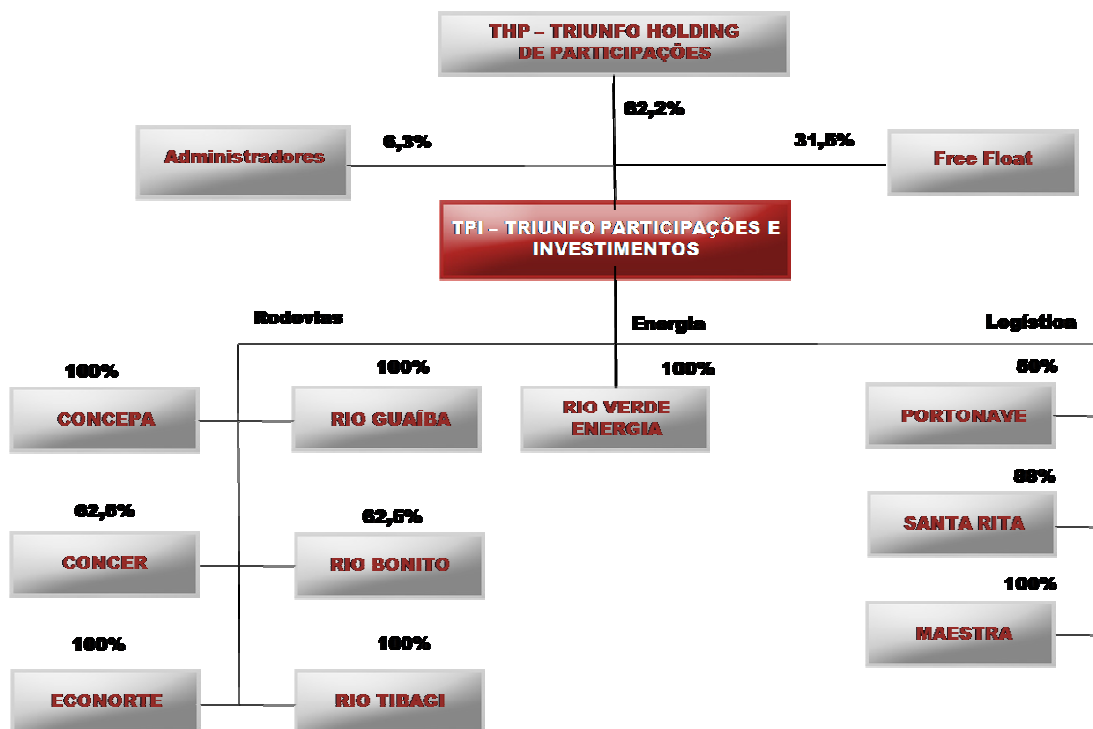 THP – TRIUNFO HOLDING
DE PARTICIPAÇÕES
62,2%
6,3%
31,5%
Administradores
Free Float
TPI – TRIUNFO PARTICIPAÇÕES E
INVESTIMENTOS
Rodovias
Energia
Logística
100%
100%
100%
50%
CONCEPA
RIO GUAÍBA
RIO VERDE
ENERGIA
PORTONAVE
62,5%
62,5%
CONCER
RIO BONITO
SANTA RITA
100%
100%
100%
MAESTRA
ECONORTE
RIO TIBAGI